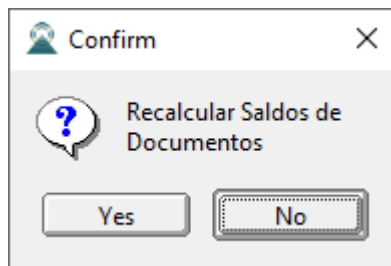 Confirm
Recalcular Saldos de
Documentos
Yes
No